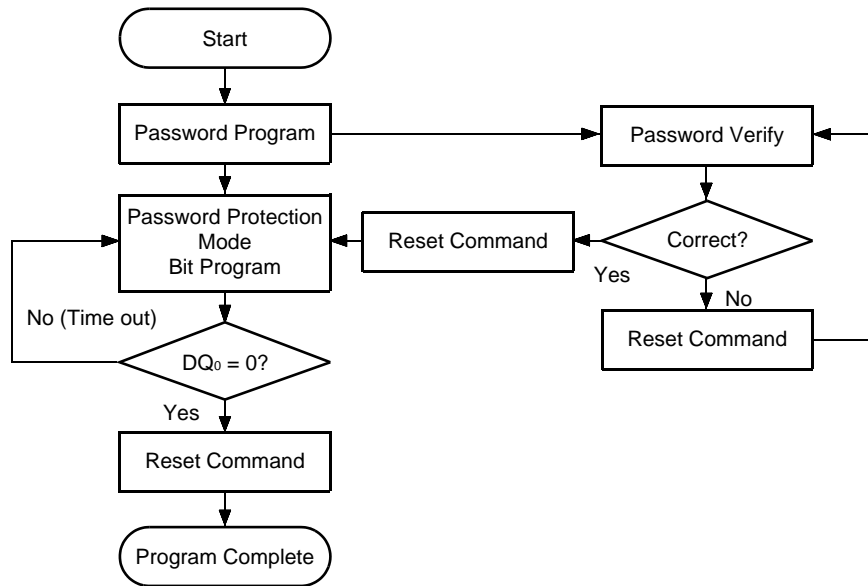 Start
Password Program
Password Verify
Password Protection
Mode
Bit Program
Reset Command
Correct?
Yes
No
No (Time out)
Reset Command
DQ₀ = 0?
Yes
Reset Command
Program Complete